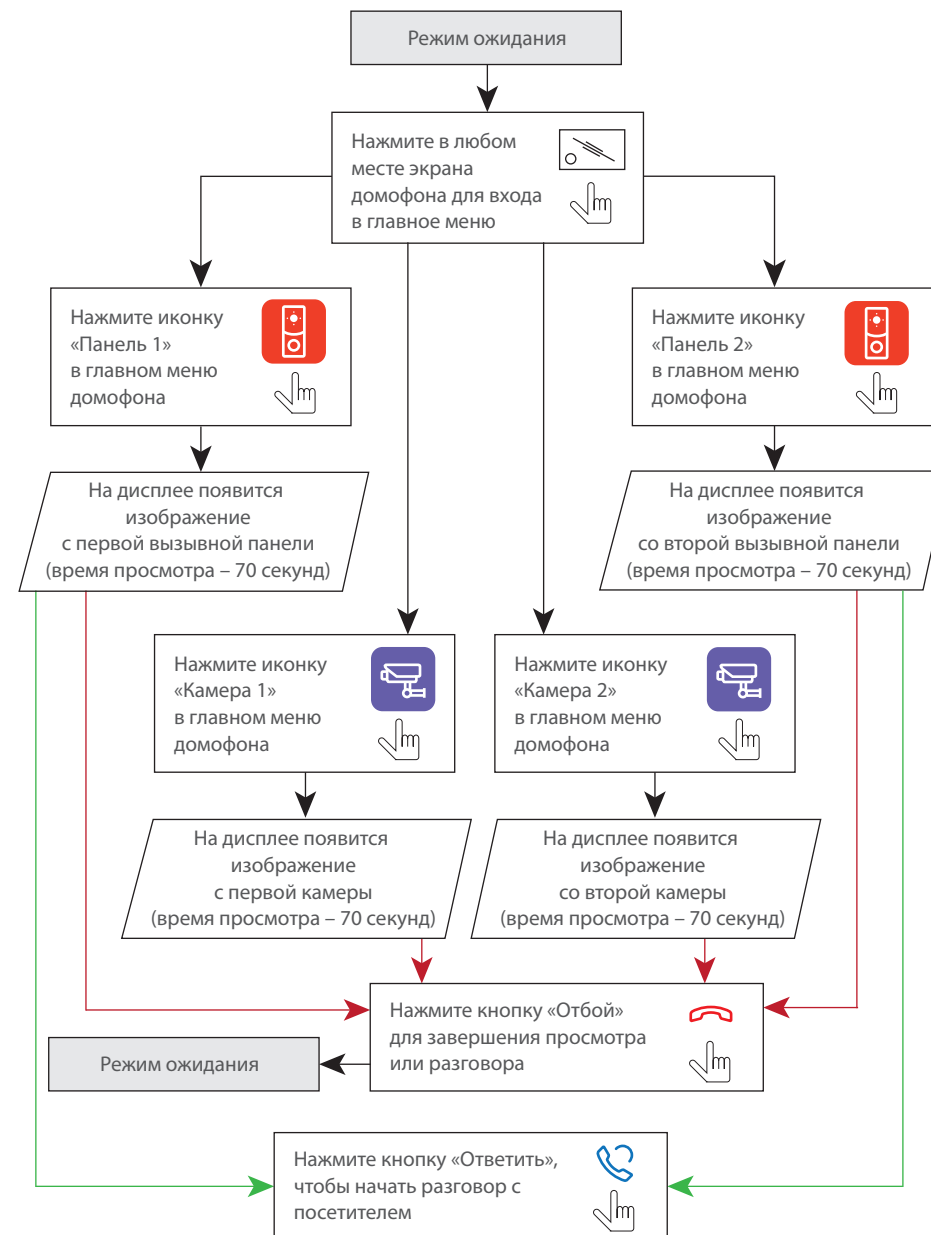 Режим ожидания
Нажмите в любом
месте экрана
домофона для входа
в главное меню
Нажмите иконку
«Панель 1»
в главном меню
домофона
Нажмите иконку
«Панель 2»
в главном меню
домофона
На дисплее появится
изображение
с первой вызывной панели
(время просмотра – 70 секунд)
На дисплее появится
изображение
со второй вызывной панели
(время просмотра – 70 секунд)
Нажмите иконку
«Камера 1»
в главном меню
домофона
Нажмите иконку
«Камера 2»
в главном меню
домофона
На дисплее появится
изображение
с первой камеры
(время просмотра – 70 секунд)
На дисплее появится
изображение
со второй камеры
(время просмотра – 70 секунд)
Нажмите кнопку «Отбой»
для завершения просмотра
или разговора
Режим ожидания
Нажмите кнопку «Ответить»,
чтобы начать разговор с
посетителем